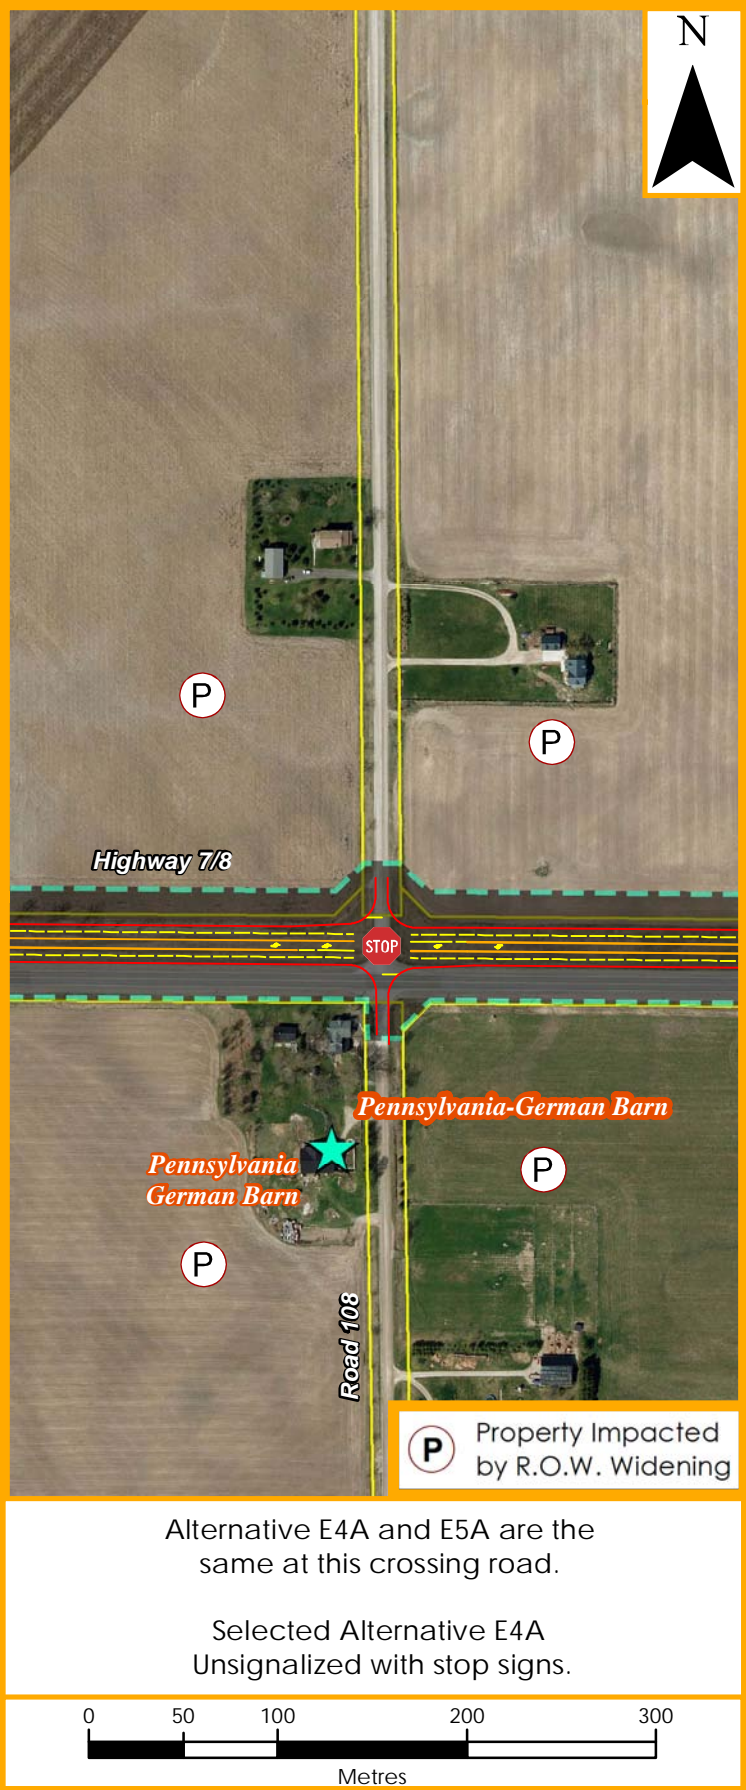 N
P
P
Highway 7/8
STOP
Pennsylvania-German Barn
Pennsylvania
German Barn
P
P
Road 108
P
Property Impacted
by R.O.W. Widening
Alternative E4A and E5A are the
same at this crossing road.
Selected Alternative E4A
Unsignalized with stop signs.
0 50 100 200 300
Metres